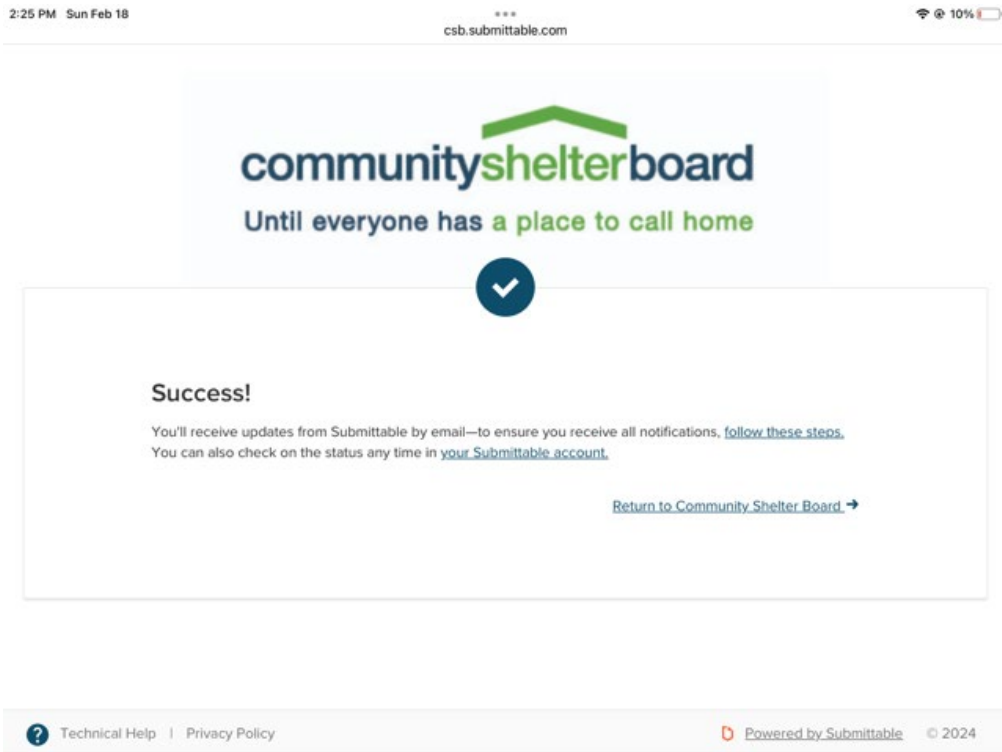 2:25 PM Sun Feb 18
csb.submittable.com
10%
communityshelterboard
Until everyone has a place to call home
Success!
You'll receive updates from Submittable by email—to ensure you receive all notifications, follow these steps.
You can also check on the status any time in your Submittable account.
Return to Community Shelter Board →
? Technical Help | Privacy Policy
Powered by Submittable © 2024